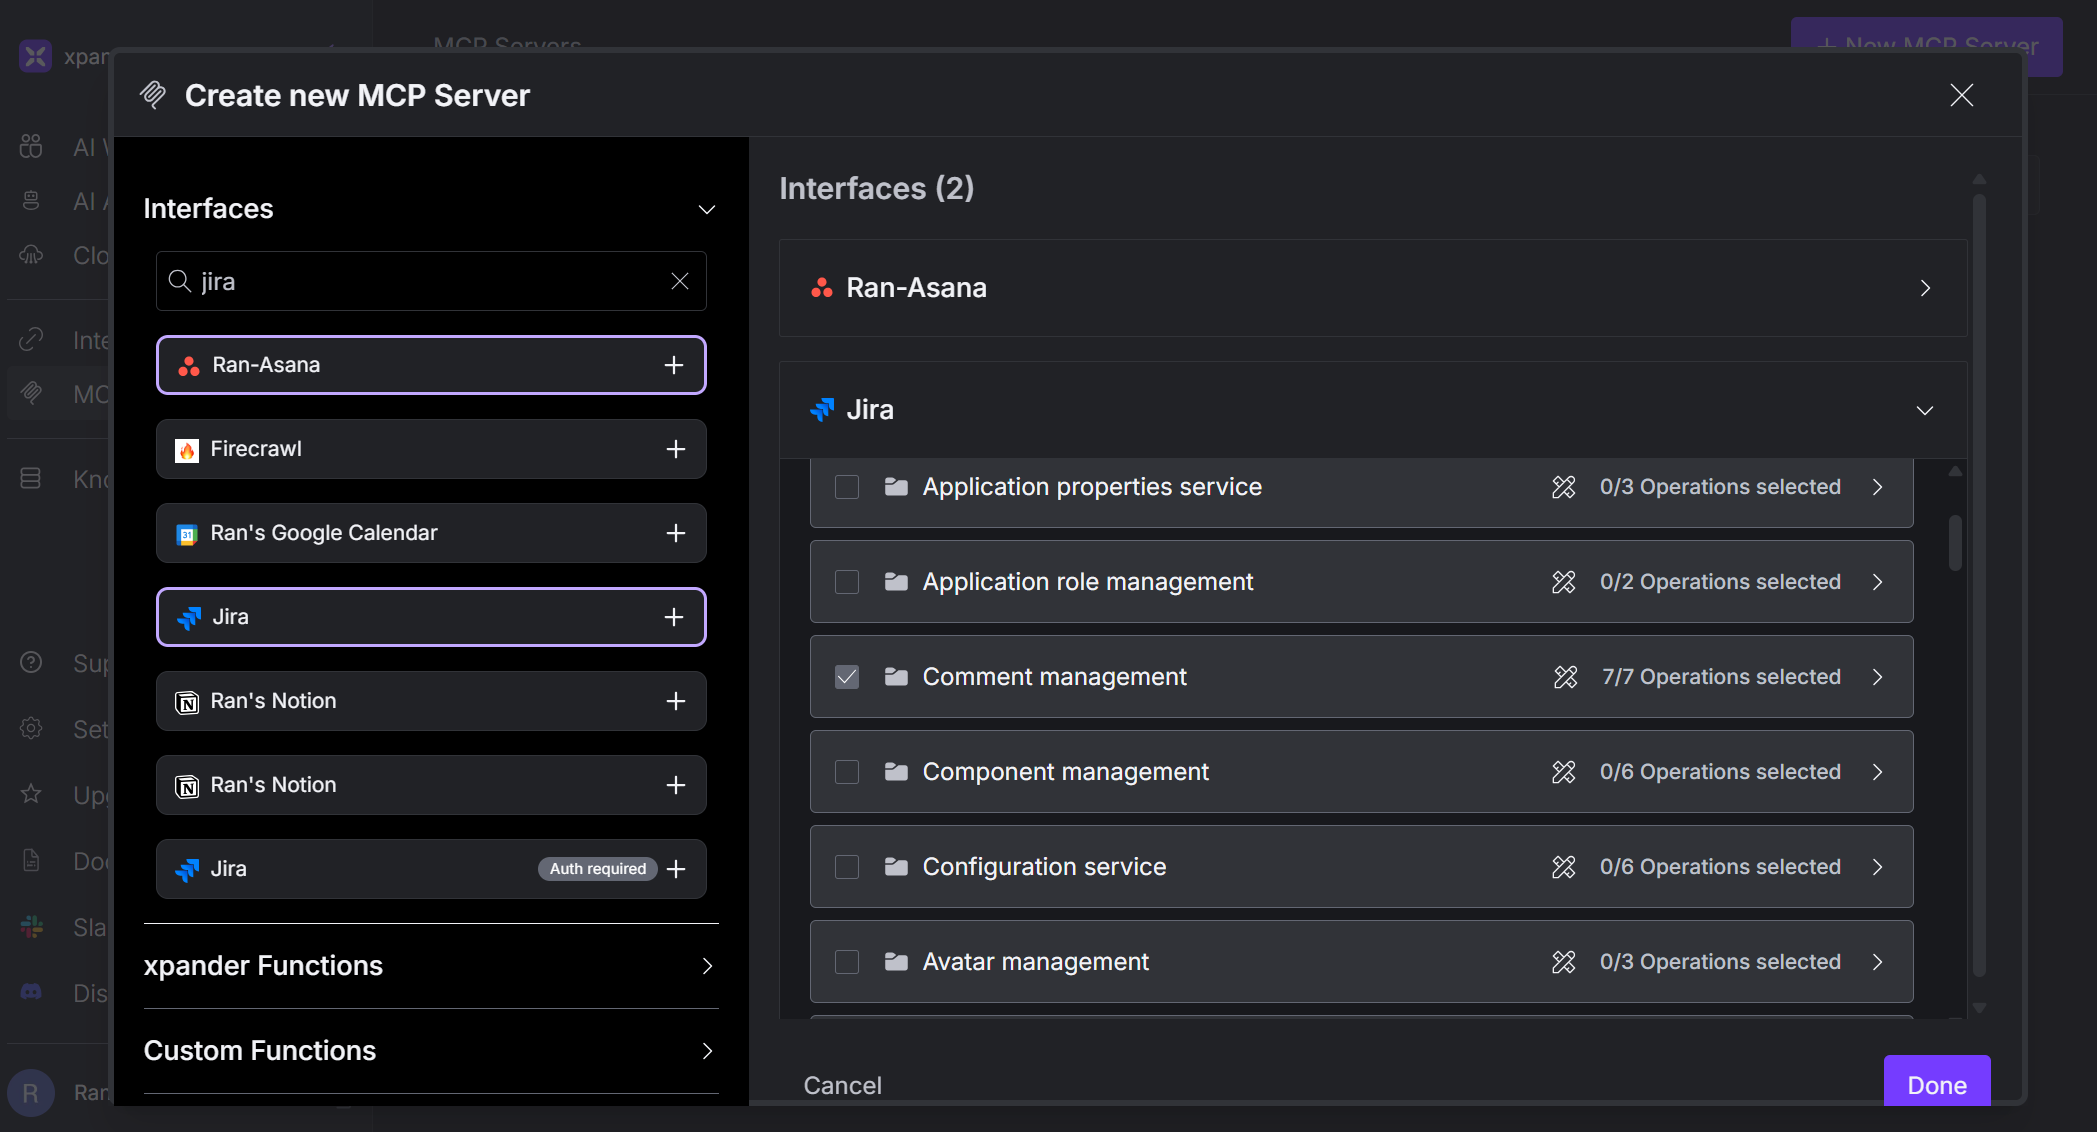 MCP Servers
+ New MCP Server
Create new MCP Server
Interfaces
jira
Ran-Asana
Firecrawl
Ran's Google Calendar
31
Jira
Ran's Notion
Ran's Notion
Jira
Auth required
xpander Functions
Custom Functions
Interfaces (2)
Ran-Asana
Jira
Application properties service
0/3 Operations selected
Application role management
0/2 Operations selected
Comment management
7/7 Operations selected
Component management
0/6 Operations selected
Configuration service
0/6 Operations selected
Avatar management
0/3 Operations selected
Cancel
Done
xpan
AI
AI A
Clo
Inte
MC
Kno
Sup
Set
Upg
Doc
Sla
Dis
R
Ran